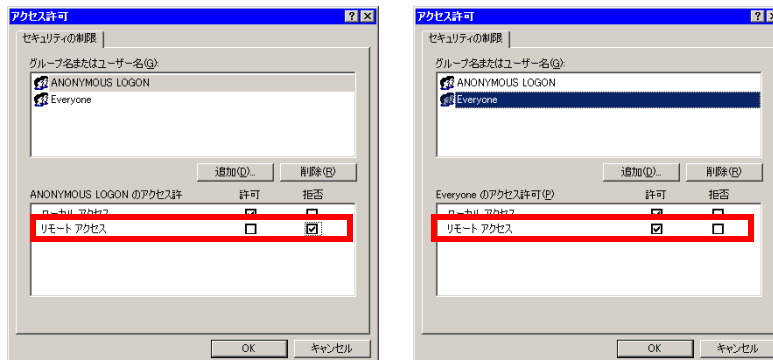 アクセス許可
セキュリティの制限
グループ名またはユーザー名(G):
ANONYMOUS LOGON
Everyone
追加(D)...
削除(R)
ANONYMOUS LOGON のアクセス許
許可
拒否
ローカル アクセス
リモート アクセス
OK
キャンセル
アクセス許可
セキュリティの制限
グループ名またはユーザー名(G):
ANONYMOUS LOGON
Everyone
追加(D)...
削除(R)
Everyone のアクセス許可(P)
許可
拒否
ローカル アクセス
リモート アクセス
OK
キャンセル